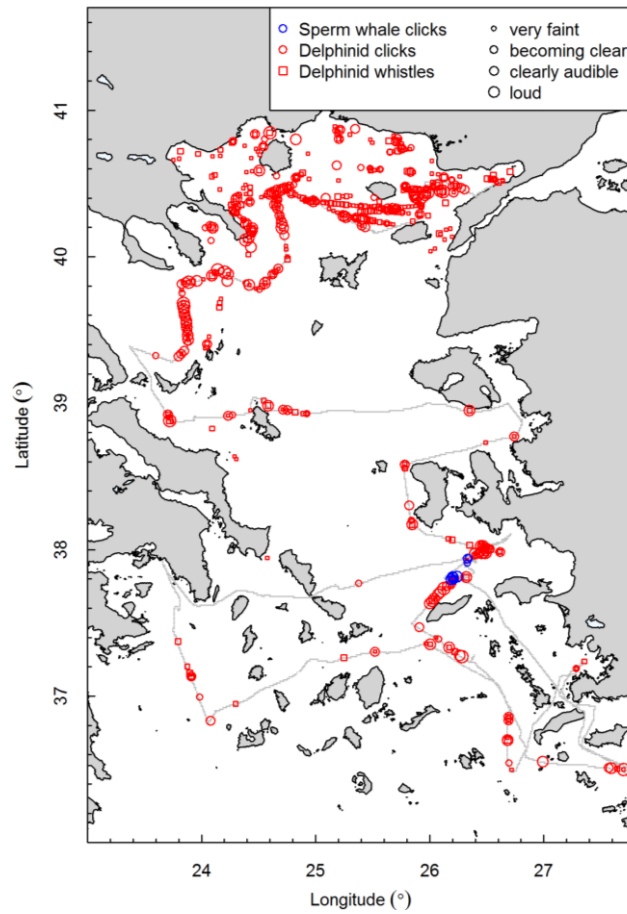 Sperm whale clicks
Delphinid clicks
Delphinid whistles
very faint
becoming clear
clearly audible
loud
41
40
39
38
37
36
Latitude (°)
24
25
26
27
Longitude (°)